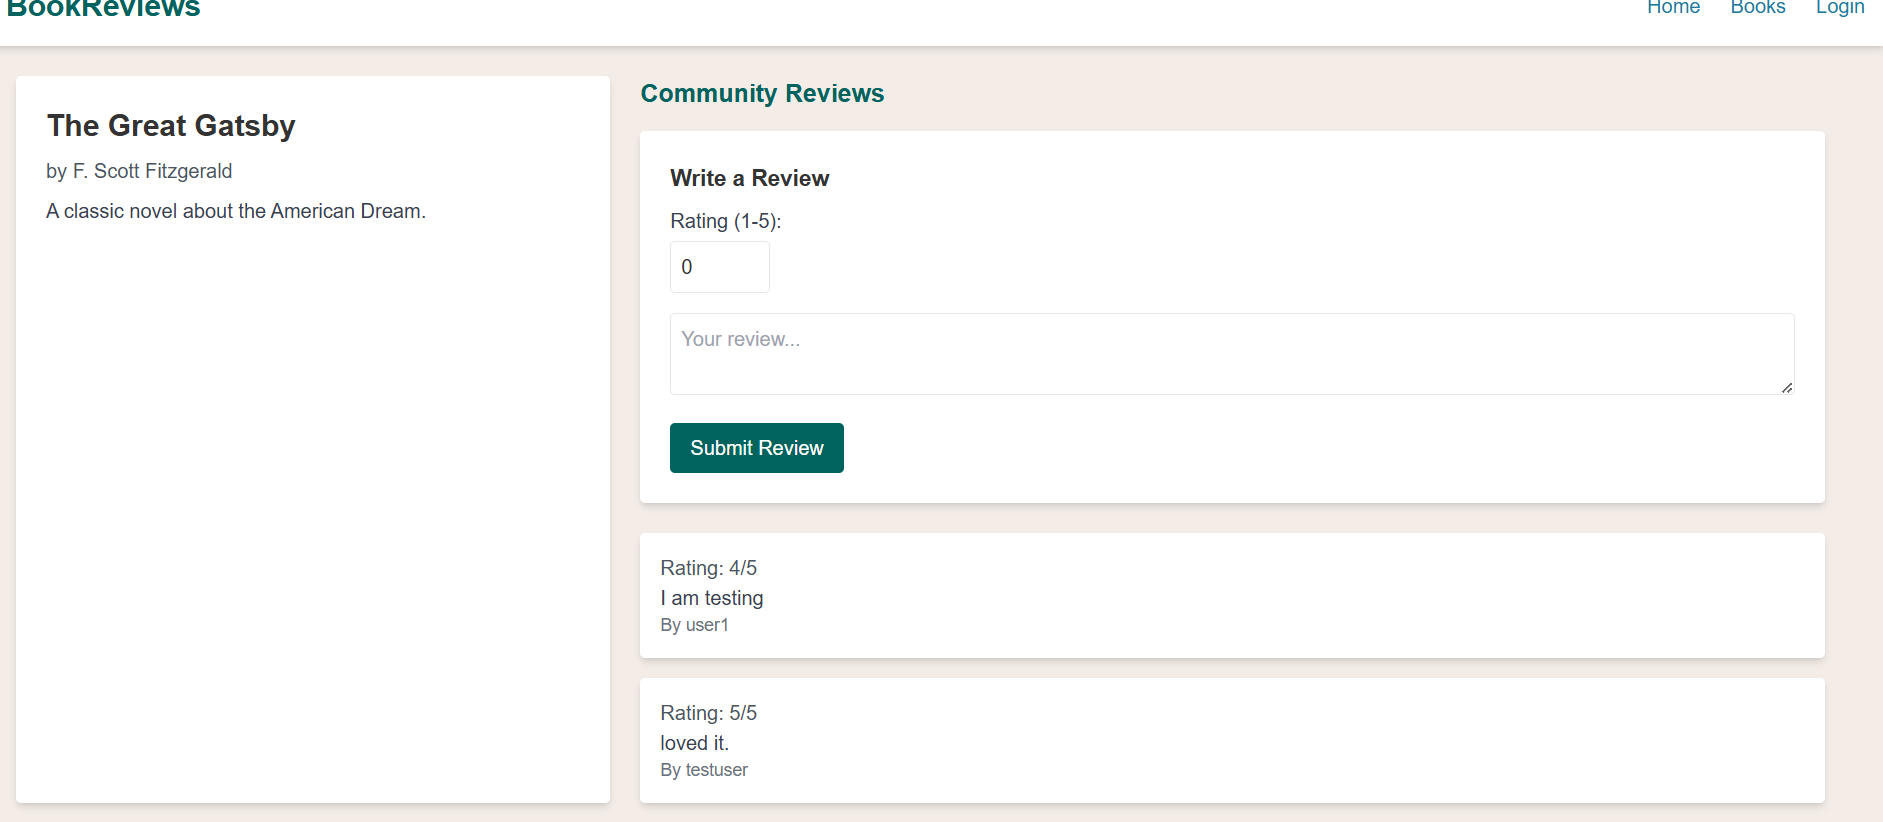 BookReviews
Home Books Login
The Great Gatsby
by F. Scott Fitzgerald
A classic novel about the American Dream.
Community Reviews
Write a Review
Rating (1-5):
0
Your review...
Submit Review
Rating: 4/5
I am testing
By user1
Rating: 5/5
loved it.
By testuser